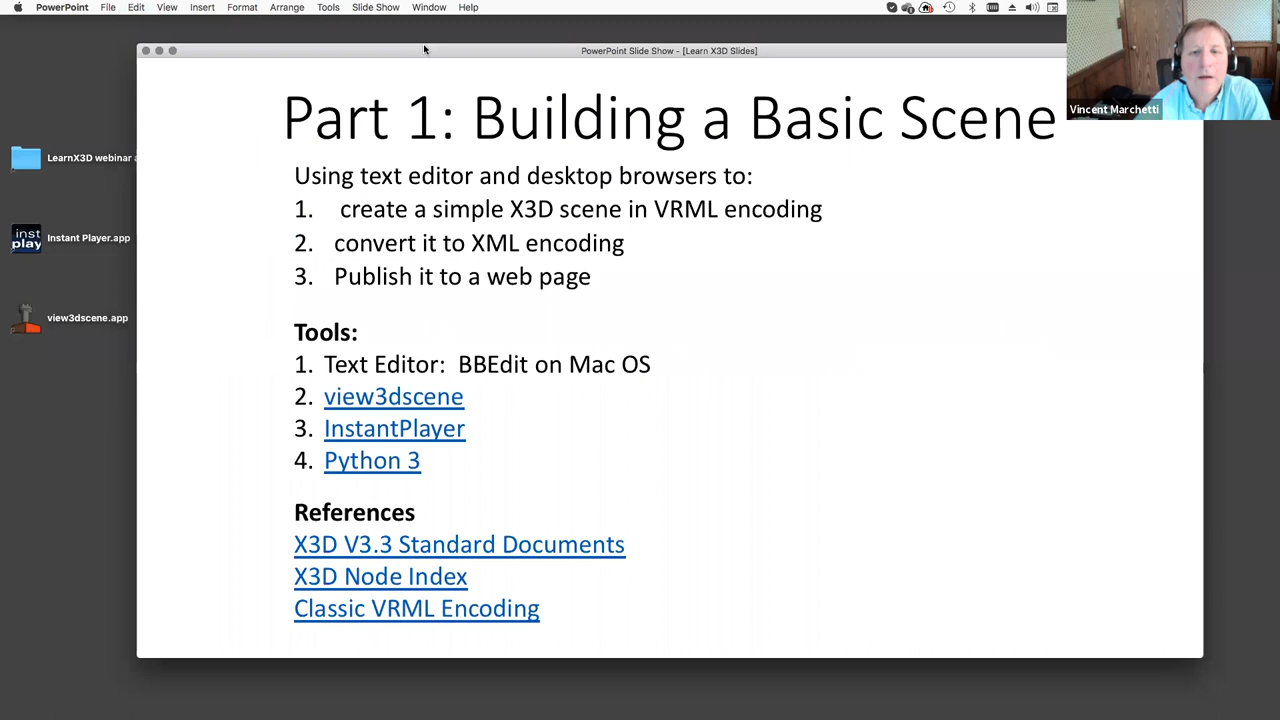 PowerPoint File Edit View Insert Format Arrange Tools Slide Show Window Help
PowerPoint Slide Show - [Learn X3D Slides]
Vincent Marchetti
LearnX3D webinar
inst
play
Instant Player.app
view3dscene.app
Part 1: Building a Basic Scene
Using text editor and desktop browsers to:
1. create a simple X3D scene in VRML encoding
2. convert it to XML encoding
3. Publish it to a web page
Tools:
1. Text Editor: BBEdit on Mac OS
2. view3dscene
3. InstantPlayer
4. Python 3
References
X3D V3.3 Standard Documents
X3D Node Index
Classic VRML Encoding